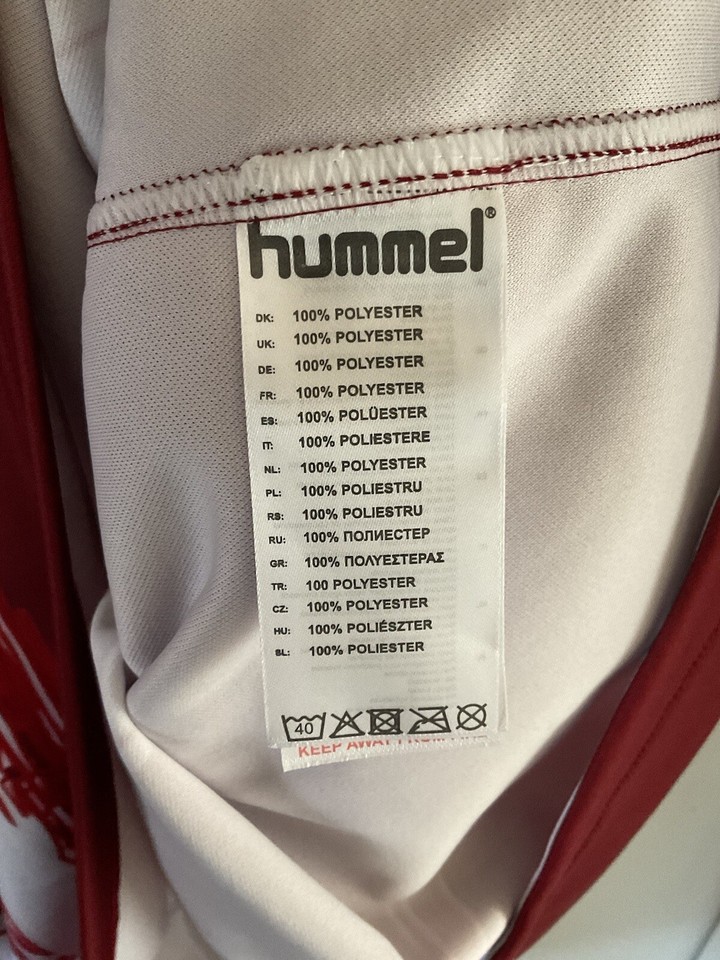 hummel®
DK: 100% POLYESTER
UK: 100% POLYESTER
DE: 100% POLYESTER
FR: 100% POLYESTER
ES: 100% POLÜESTER
IT: 100% POLIESTERE
NL: 100% POLYESTER
PL: 100% POLIESTRU
RS: 100% POLIESTRU
RU: 100% ПОЛИЕСТЕР
GR: 100% ΠΟΛΥΕΣΤΕΡΑΣ
TR: 100 POLYESTER
CZ: 100% POLYESTER
HU: 100% POLIÉSZTER
SL: 100% POLIESTER
40
KEEP AWAY FROM FIRE